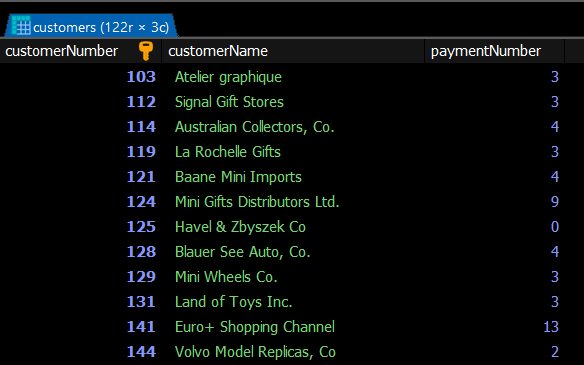 customers (122r × 3c)
customerNumber customerName paymentNumber
103 Atelier graphique 3
112 Signal Gift Stores 3
114 Australian Collectors, Co. 4
119 La Rochelle Gifts 3
121 Baane Mini Imports 4
124 Mini Gifts Distributors Ltd. 9
125 Havel & Zbyszek Co 0
128 Blauer See Auto, Co. 4
129 Mini Wheels Co. 3
131 Land of Toys Inc. 3
141 Euro+ Shopping Channel 13
144 Volvo Model Replicas, Co 2